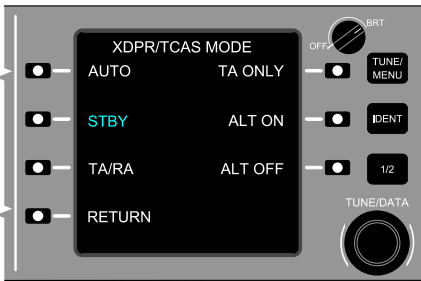 XDPR/TCAS MODE
AUTO TA ONLY
STBY ALT ON
TA/RA ALT OFF
RETURN
OFF BRT
TUNE/
MENU
IDENT
1/2
TUNE/DATA